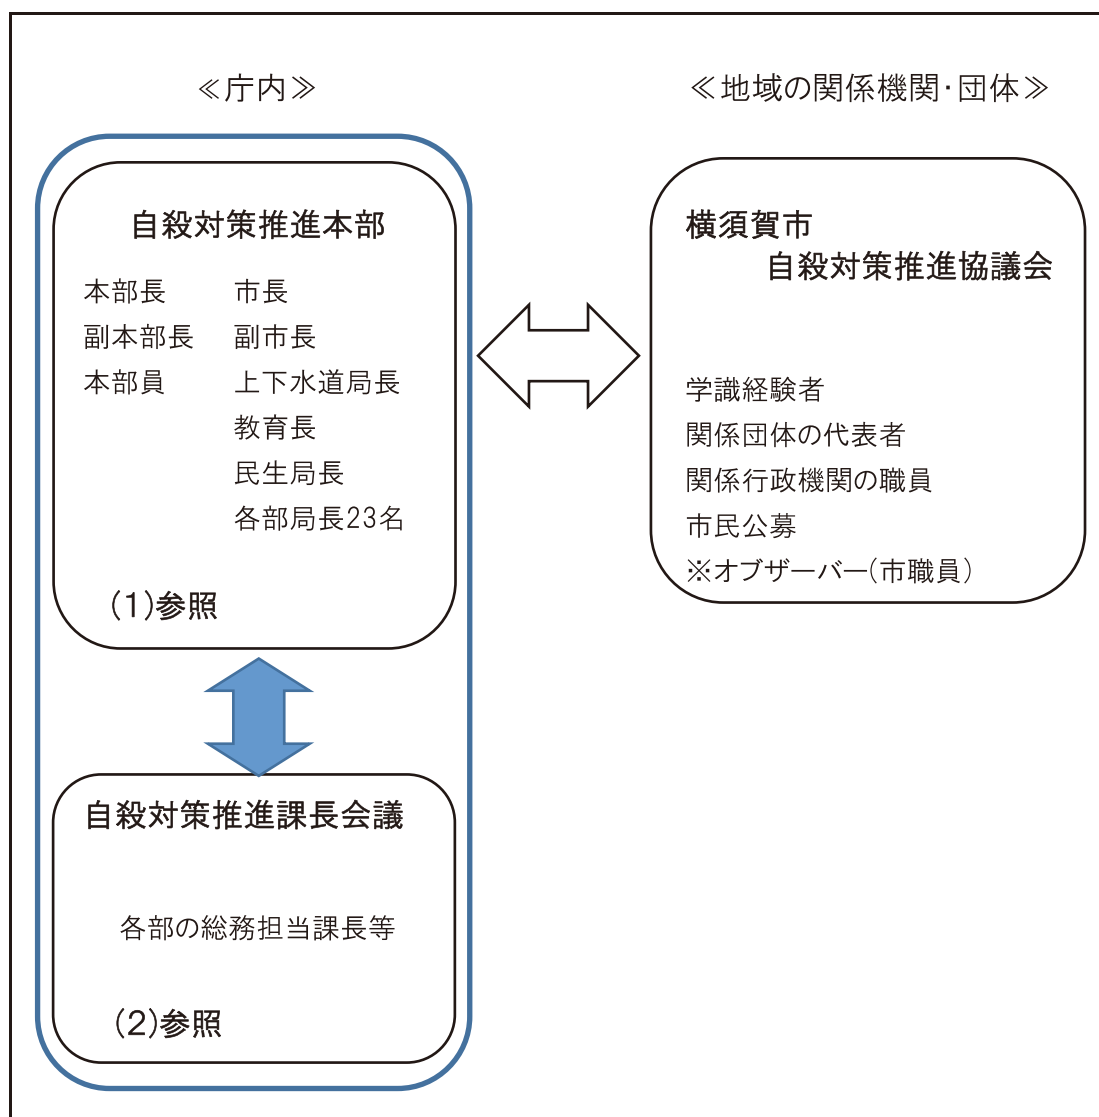 ≪庁内≫
自殺対策推進本部
本部長　市長
副本部長　副市長
本部員　上下水道局長
教育長
民生局長
各部局長23名
(1)参照
自殺対策推進課長会議
各部の総務担当課長等
(2)参照
≪地域の関係機関・団体≫
横須賀市
自殺対策推進協議会
学識経験者
関係団体の代表者
関係行政機関の職員
市民公募
※オブザーバー(市職員)